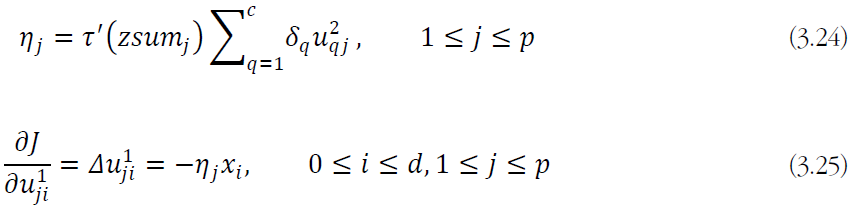 η_j = τ′(zsum_j) ∑_{q=1}^{c} δ_q u_{qj}^2 ,   1 ≤ j ≤ p   (3.24)
∂J/∂u_{ji}^1 = Δu_{ji}^1 = −η_j x_i,   0 ≤ i ≤ d, 1 ≤ j ≤ p   (3.25)